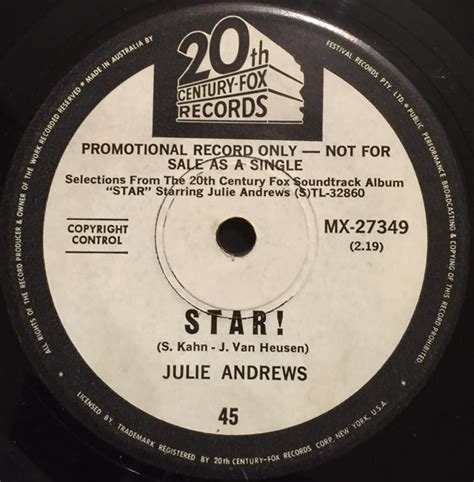 20th
CENTURY-FOX
RECORDS
PROMOTIONAL RECORD ONLY — NOT FOR
SALE AS A SINGLE
Selections From The 20th Century Fox Soundtrack Album
"STAR" Starring Julie Andrews (S)TL-32860
COPYRIGHT
CONTROL
MX-27349
(2.19)
STAR!
(S. Kahn - J. Van Heusen)
JULIE ANDREWS
45
ALL RIGHTS OF THE RECORD PRODUCER & OWNER OF THE WORK RECORDED RESERVED • MADE IN AUSTRALIA BY
FESTIVAL RECORDS PTY. LTD. • PUBLIC PERFORMANCE BROADCASTING & COPYING OF THIS RECORD PROHIBITED.
LICENSED BY, TRADEMARK REGISTERED BY 20th CENTURY-FOX RECORDS CORP. NEW YORK, U.S.A.